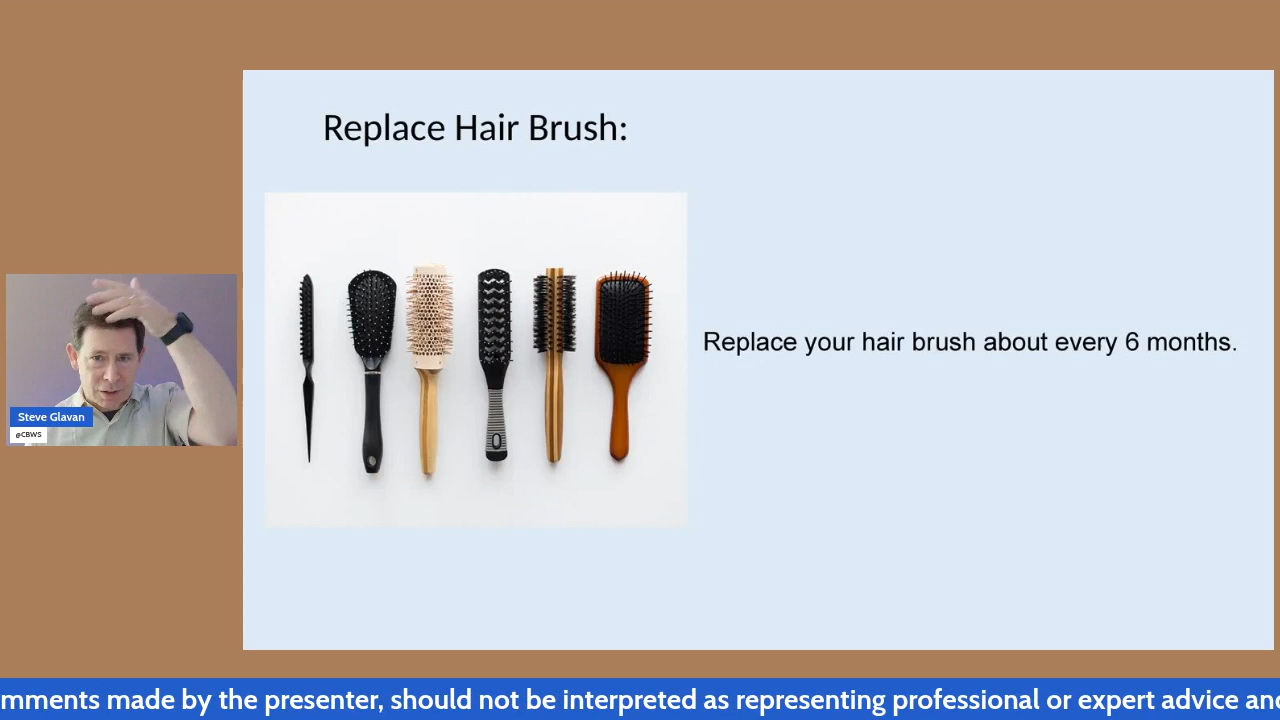 Replace Hair Brush:
Replace your hair brush about every 6 months.
Steve Glavan
@CBWS
mments made by the presenter, should not be interpreted as representing professional or expert advice and